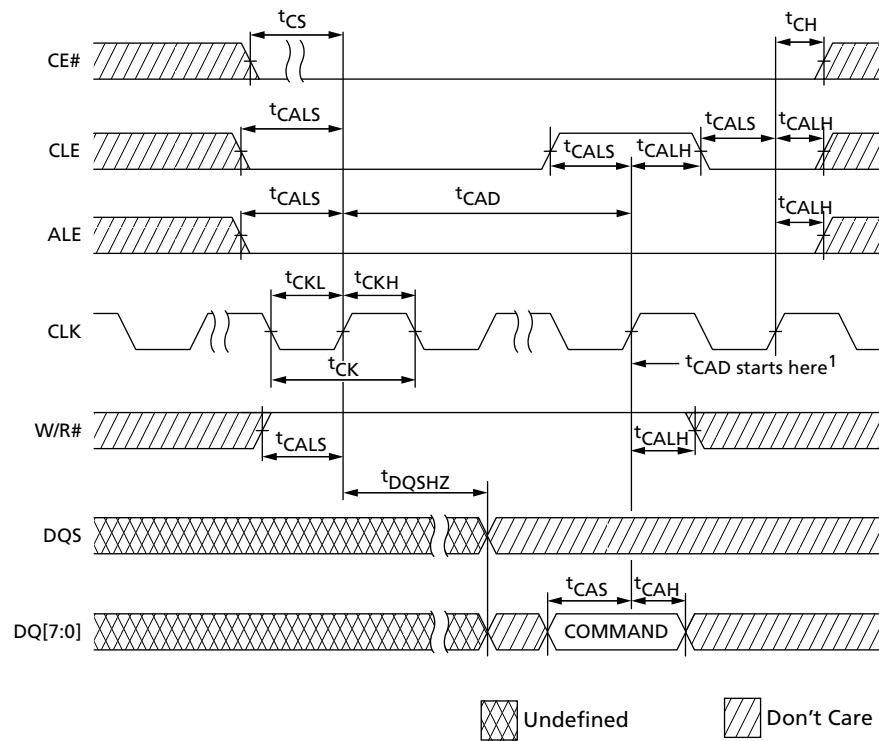 tCS
tCH
CE#
tCALS
tCALS
tCALH
CLE
tCALS
tCALH
tCALS
tCAD
tCALH
ALE
tCKL
tCKH
CLK
tCK
tCAD starts here1
W/R#
tCALS
tCALH
tDQSHZ
DQS
tCAS
tCAH
DQ[7:0]
COMMAND
Undefined
Don't Care